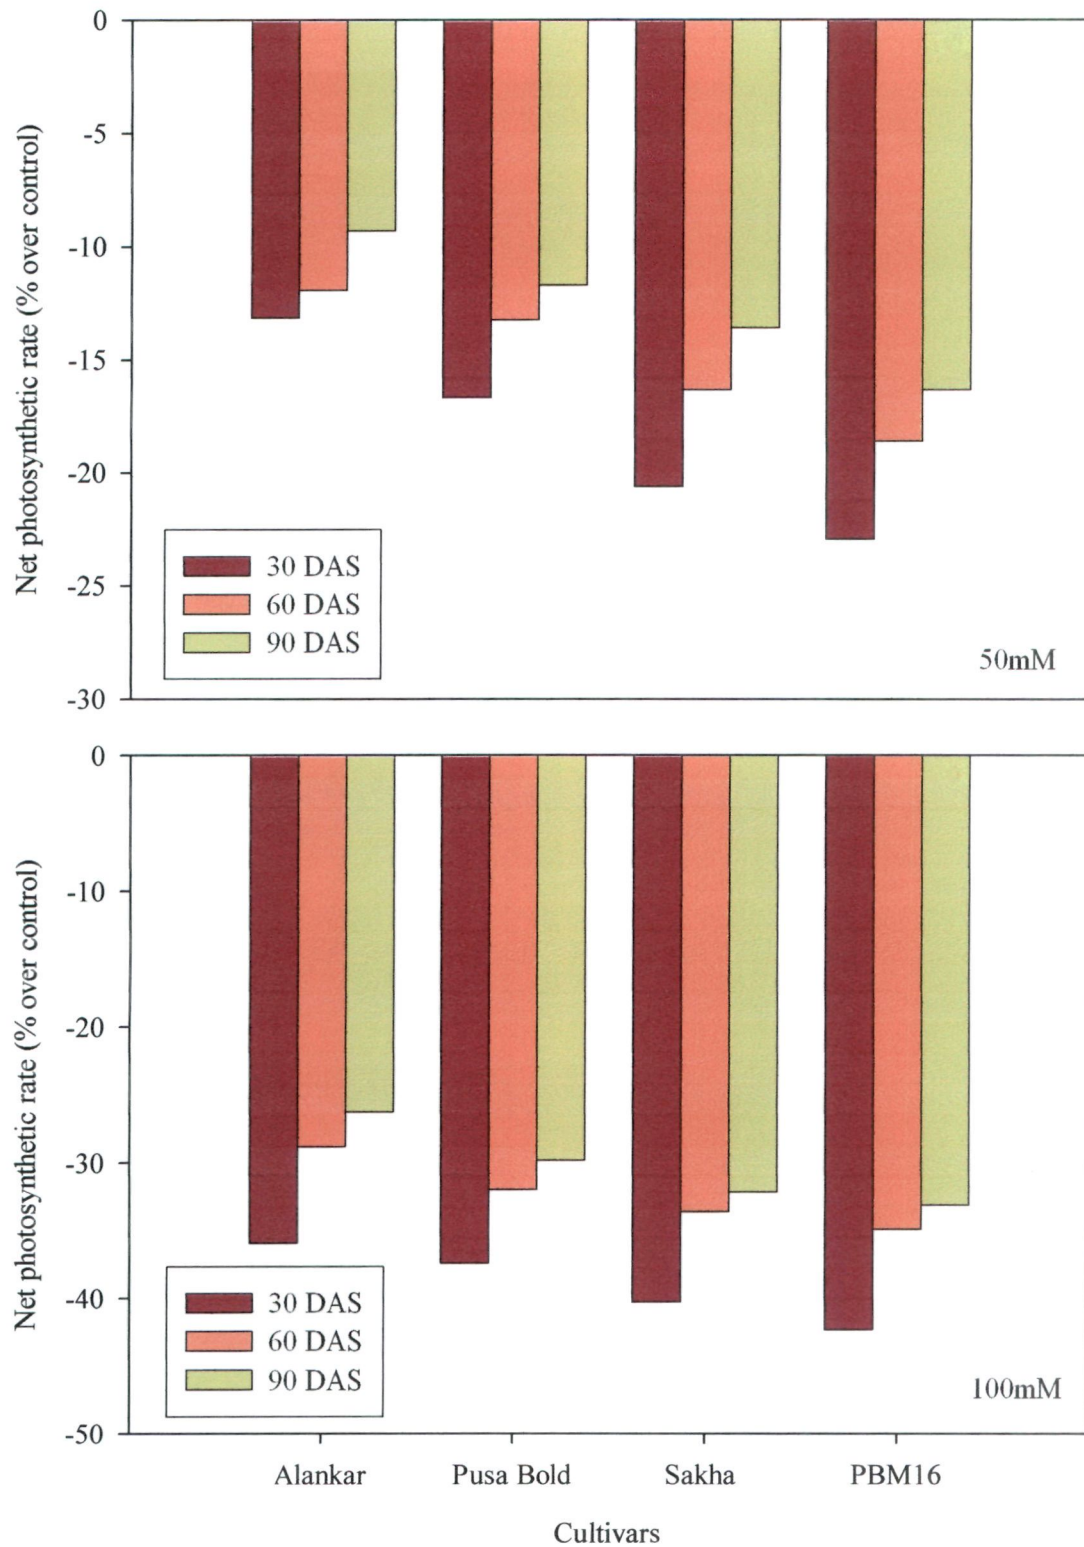 0
-5
-10
-15
-20
-25
-30
Net photosynthetic rate (% over control)
30 DAS
60 DAS
90 DAS
50mM
0
-10
-20
-30
-40
-50
Net photosynthetic rate (% over control)
30 DAS
60 DAS
90 DAS
100mM
Alankar Pusa Bold Sakha PBM16
Cultivars